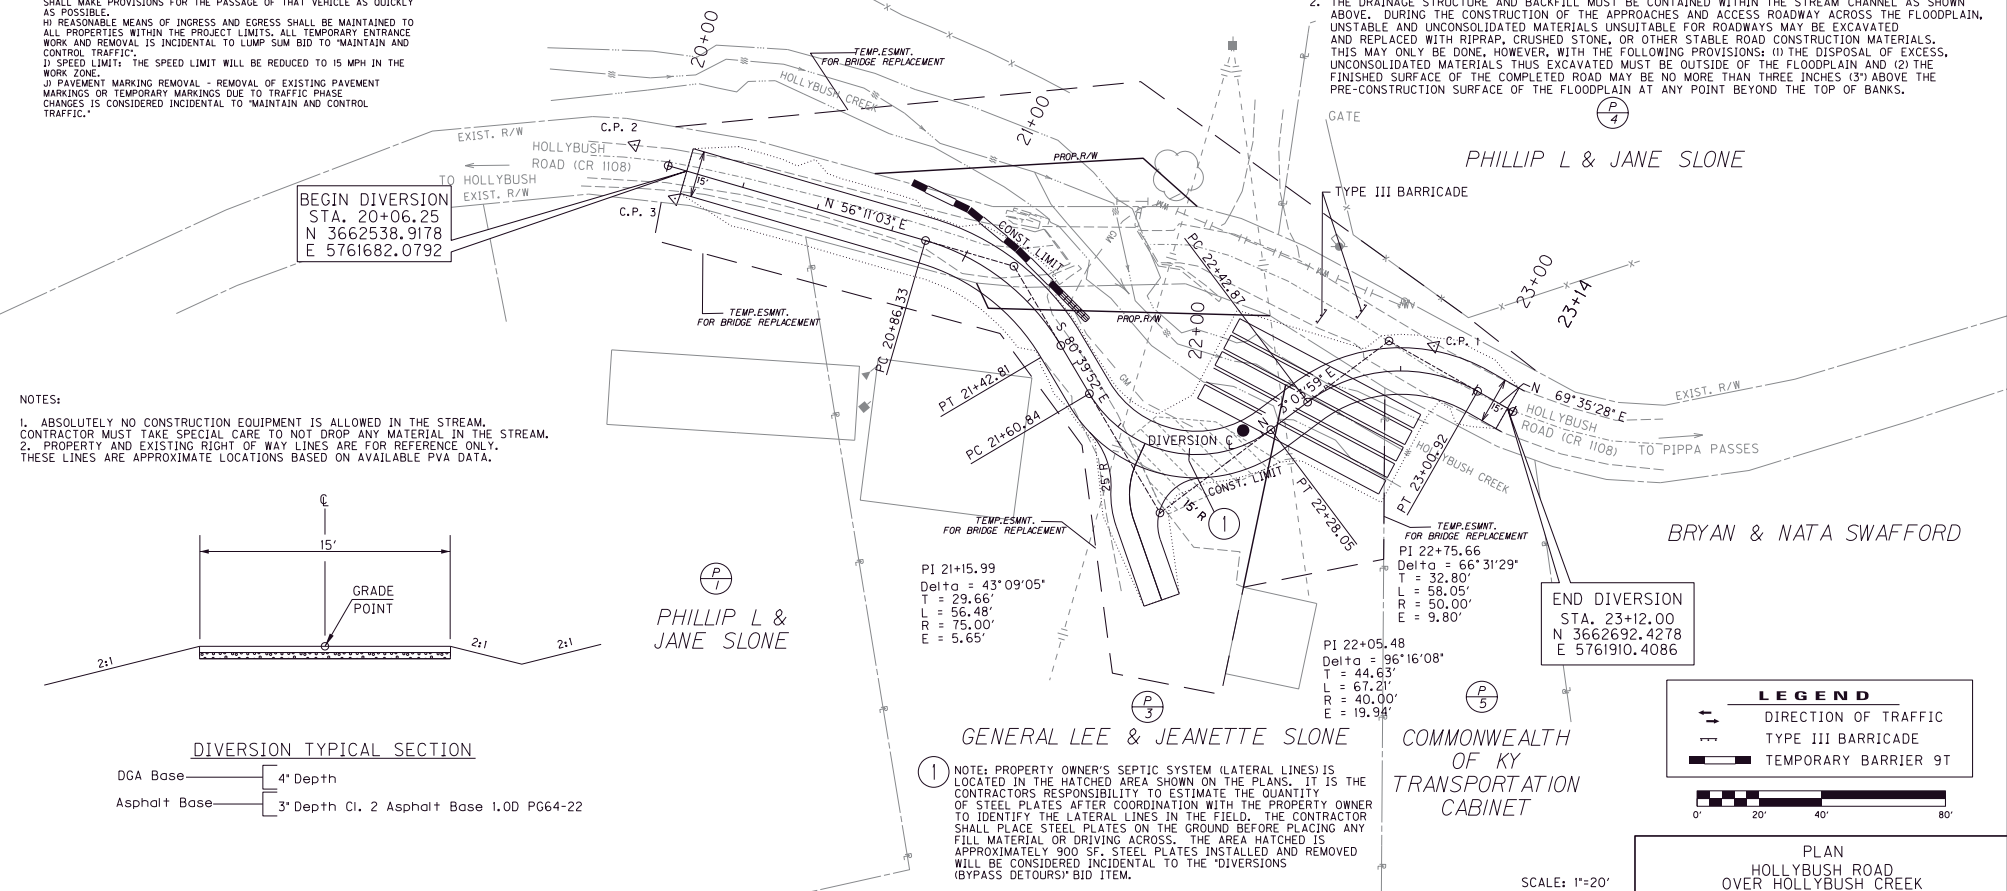 SHALL MAKE PROVISIONS FOR THE PASSAGE OF THAT VEHICLE AS QUICKLY
AS POSSIBLE.
H) REASONABLE MEANS OF INGRESS AND EGRESS SHALL BE MAINTAINED TO
ALL PROPERTIES WITHIN THE PROJECT LIMITS. ALL TEMPORARY ENTRANCE
WORK AND REMOVAL IS INCIDENTAL TO LUMP SUM BID TO "MAINTAIN AND
CONTROL TRAFFIC".
I) SPEED LIMIT: THE SPEED LIMIT WILL BE REDUCED TO 15 MPH IN THE
WORK ZONE.
J) PAVEMENT MARKING REMOVAL - REMOVAL OF EXISTING PAVEMENT
MARKINGS OR TEMPORARY MARKINGS DUE TO TRAFFIC PHASE
CHANGES IS CONSIDERED INCIDENTAL TO "MAINTAIN AND CONTROL
TRAFFIC."
2. THE DRAINAGE STRUCTURE AND BACKFILL MUST BE CONTAINED WITHIN THE STREAM CHANNEL AS SHOWN
ABOVE. DURING THE CONSTRUCTION OF THE APPROACHES AND ACCESS ROADWAY ACROSS THE FLOODPLAIN,
UNSTABLE AND UNCONSOLIDATED MATERIALS UNSUITABLE FOR ROADWAYS MAY BE EXCAVATED
AND REPLACED WITH RIPRAP, CRUSHED STONE, OR OTHER STABLE ROAD CONSTRUCTION MATERIALS.
THIS MAY ONLY BE DONE, HOWEVER, WITH THE FOLLOWING PROVISIONS: (1) THE DISPOSAL OF EXCESS,
UNCONSOLIDATED MATERIALS THUS EXCAVATED MUST BE OUTSIDE OF THE FLOODPLAIN AND (2) THE
FINISHED SURFACE OF THE COMPLETED ROAD MAY BE NO MORE THAN THREE INCHES (3") ABOVE THE
PRE-CONSTRUCTION SURFACE OF THE FLOODPLAIN AT ANY POINT BEYOND THE TOP OF BANKS.
20+00
TEMP.ESMNT.
FOR BRIDGE REPLACEMENT
HOLLYBUSH CREEK
21+00
P
4
GATE
PHILLIP L & JANE SLONE
EXIST. R/W
C.P. 2
HOLLYBUSH
ROAD (CR 1108)
TO HOLLYBUSH
EXIST. R/W
C.P. 3
15'
PROP.R/W
TYPE III BARRICADE
BEGIN DIVERSION
STA. 20+06.25
N 3662538.9178
E 5761682.0792
N 56°11'03" E
CONST. LIMIT
GM
MW
PC 22+42.87
MW
MW
23+00
23+14
TEMP.ESMNT.
FOR BRIDGE REPLACEMENT
PC 20+86.33
S 80°39'52" E
PROP.R/W
22+00
C.P. 1
PT 21+42.81
GM
N 3°03'59" E
15'
N 69°35'28" E
EXIST. R/W
HOLLYBUSH
ROAD (CR 1108)
TO PIPPA PASSES
PC 21+60.84
DIVERSION C
HOLLYBUSH CREEK
PT 23+00.92
25' R
CONST. LIMIT
15' R
1
PT 22+28.05
NOTES:
1. ABSOLUTELY NO CONSTRUCTION EQUIPMENT IS ALLOWED IN THE STREAM.
CONTRACTOR MUST TAKE SPECIAL CARE TO NOT DROP ANY MATERIAL IN THE STREAM.
2. PROPERTY AND EXISTING RIGHT OF WAY LINES ARE FOR REFERENCE ONLY.
THESE LINES ARE APPROXIMATE LOCATIONS BASED ON AVAILABLE PVA DATA.
TEMP.ESMNT.
FOR BRIDGE REPLACEMENT
TEMP.ESMNT.
FOR BRIDGE REPLACEMENT
BRYAN & NATA SWAFFORD
℄
15'
GRADE
POINT
2:1
2:1
2:1
P
1
PHILLIP L &
JANE SLONE
PI 21+15.99
Delta = 43°09'05"
T = 29.66'
L = 56.48'
R = 75.00'
E = 5.65'
PI 22+75.66
Delta = 66°31'29"
T = 32.80'
L = 58.05'
R = 50.00'
E = 9.80'
PI 22+05.48
Delta = 96°16'08"
T = 44.63'
L = 67.21'
R = 40.00'
E = 19.94'
END DIVERSION
STA. 23+12.00
N 3662692.4278
E 5761910.4086
P
3
GENERAL LEE & JEANETTE SLONE
P
5
COMMONWEALTH
OF KY
TRANSPORTATION
CABINET
LEGEND
DIRECTION OF TRAFFIC
TYPE III BARRICADE
TEMPORARY BARRIER 9T
0' 20' 40' 80'
DIVERSION TYPICAL SECTION
DGA Base
4" Depth
Asphalt Base
3" Depth Cl. 2 Asphalt Base 1.0D PG64-22
1
NOTE: PROPERTY OWNER'S SEPTIC SYSTEM (LATERAL LINES) IS
LOCATED IN THE HATCHED AREA SHOWN ON THE PLANS. IT IS THE
CONTRACTORS RESPONSIBILITY TO ESTIMATE THE QUANTITY
OF STEEL PLATES AFTER COORDINATION WITH THE PROPERTY OWNER
TO IDENTIFY THE LATERAL LINES IN THE FIELD. THE CONTRACTOR
SHALL PLACE STEEL PLATES ON THE GROUND BEFORE PLACING ANY
FILL MATERIAL OR DRIVING ACROSS. THE AREA HATCHED IS
APPROXIMATELY 900 SF. STEEL PLATES INSTALLED AND REMOVED
WILL BE CONSIDERED INCIDENTAL TO THE "DIVERSIONS
(BYPASS DETOURS)" BID ITEM.
SCALE: 1"=20'
PLAN
HOLLYBUSH ROAD
OVER HOLLYBUSH CREEK